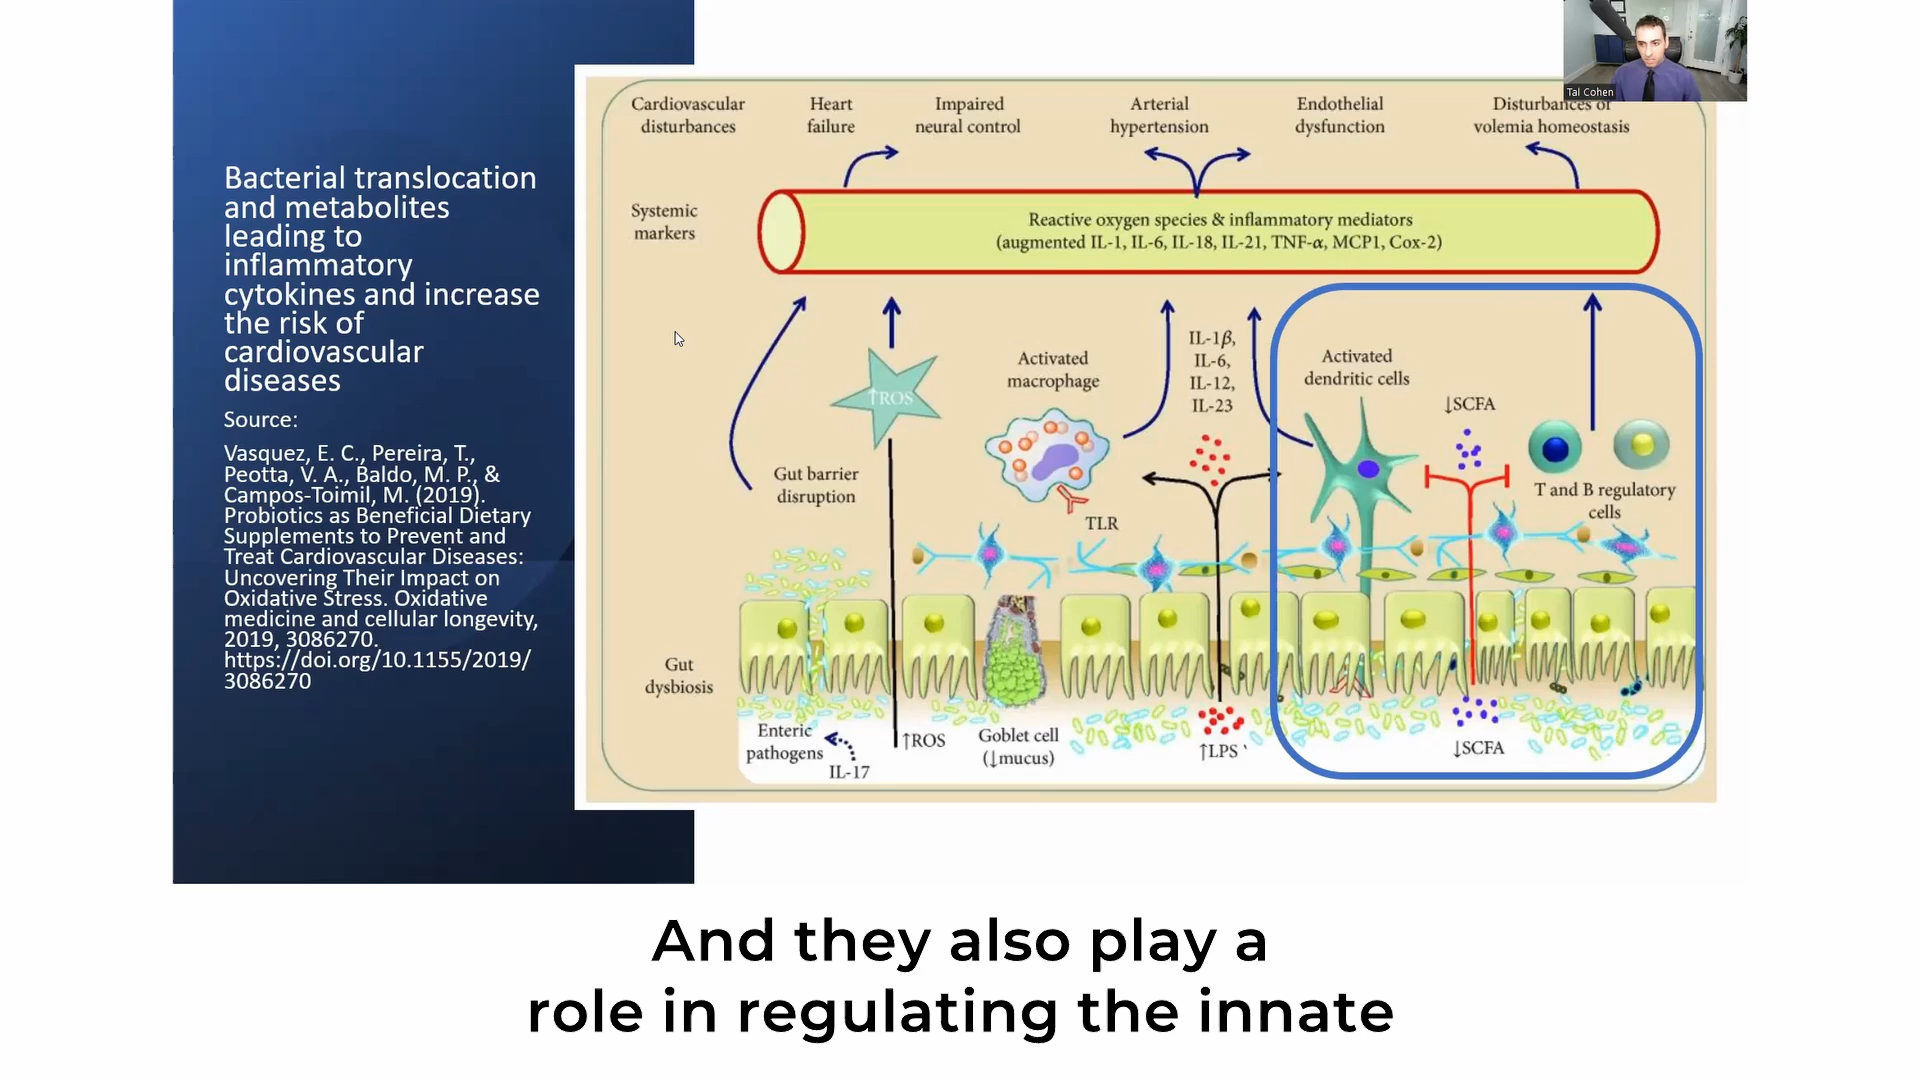 Bacterial translocation
and metabolites
leading to
inflammatory
cytokines and increase
the risk of
cardiovascular
diseases
Source:
Vasquez, E. C., Pereira, T.,
Peotta, V. A., Baldo, M. P., &
Campos-Toimil, M. (2019).
Probiotics as Beneficial Dietary
Supplements to Prevent and
Treat Cardiovascular Diseases:
Uncovering Their Impact on
Oxidative Stress. Oxidative
medicine and cellular longevity,
2019, 3086270.
https://doi.org/10.1155/2019/
3086270
Tal Cohen
Cardiovascular
disturbances
Heart
failure
Impaired
neural control
Arterial
hypertension
Endothelial
dysfunction
Disturbances of
volemia homeostasis
Systemic
markers
Reactive oxygen species & inflammatory mediators
(augmented IL-1, IL-6, IL-18, IL-21, TNF-α, MCP1, Cox-2)
↑ROS
Activated
macrophage
IL-1β,
IL-6,
IL-12,
IL-23
Activated
dendritic cells
↓SCFA
Gut barrier
disruption
TLR
T and B regulatory
cells
Gut
dysbiosis
Enteric
pathogens
IL-17
↑ROS
Goblet cell
(↓mucus)
↑LPS
↓SCFA
And they also play a
role in regulating the innate